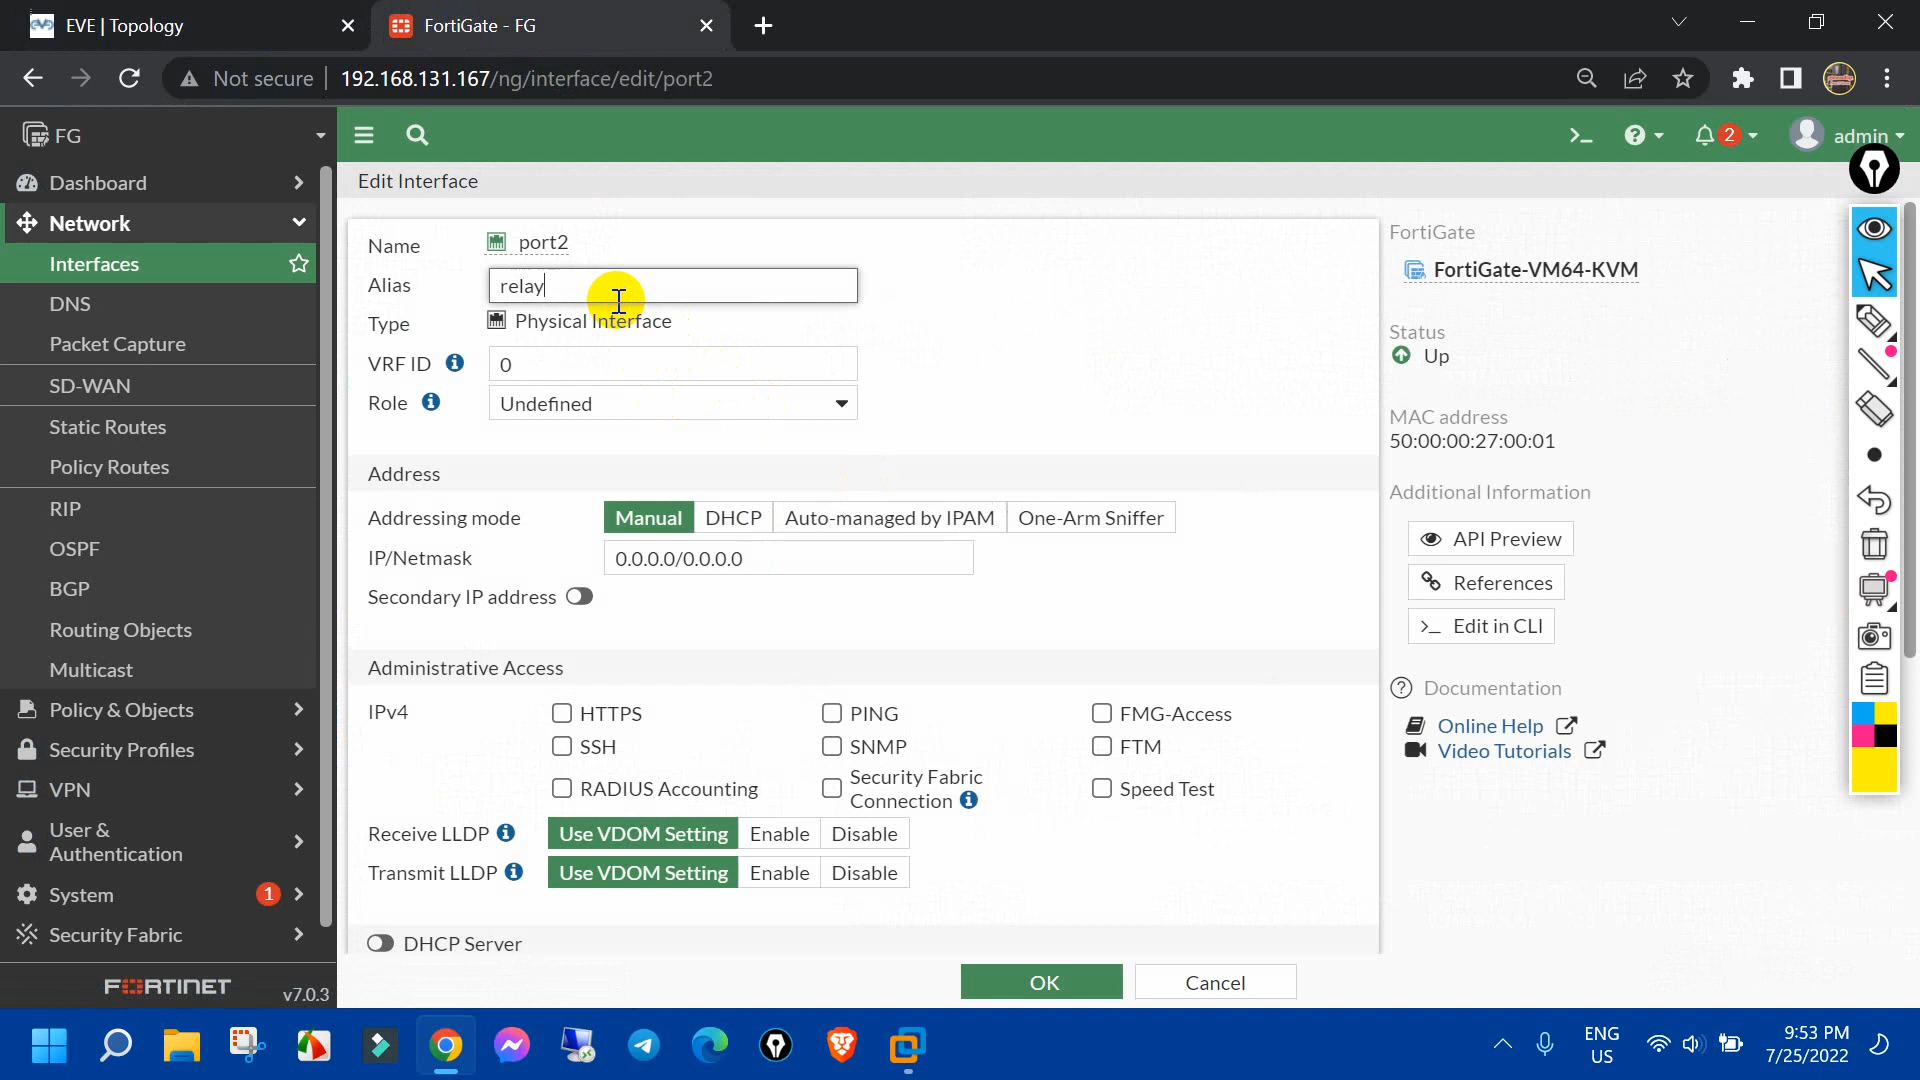 EVE | Topology
FortiGate - FG
Not secure
192.168.131.167/ng/interface/edit/port2
FG
2
admin
Dashboard
Network
Interfaces
DNS
Packet Capture
SD-WAN
Static Routes
Policy Routes
RIP
OSPF
BGP
Routing Objects
Multicast
Policy & Objects
Security Profiles
VPN
User &
Authentication
System
1
Security Fabric
FORTINET
v7.0.3
Edit Interface
Name
port2
Alias
relay
Type
Physical Interface
VRF ID
0
Role
Undefined
Address
Addressing mode
Manual
DHCP
Auto-managed by IPAM
One-Arm Sniffer
IP/Netmask
0.0.0.0/0.0.0.0
Secondary IP address
Administrative Access
IPv4
HTTPS
PING
FMG-Access
SSH
SNMP
FTM
RADIUS Accounting
Security Fabric
Connection
Speed Test
Receive LLDP
Use VDOM Setting
Enable
Disable
Transmit LLDP
Use VDOM Setting
Enable
Disable
DHCP Server
OK
Cancel
FortiGate
FortiGate-VM64-KVM
Status
Up
MAC address
50:00:00:27:00:01
Additional Information
API Preview
References
>_ Edit in CLI
Documentation
Online Help
Video Tutorials
ENG
US
9:53 PM
7/25/2022